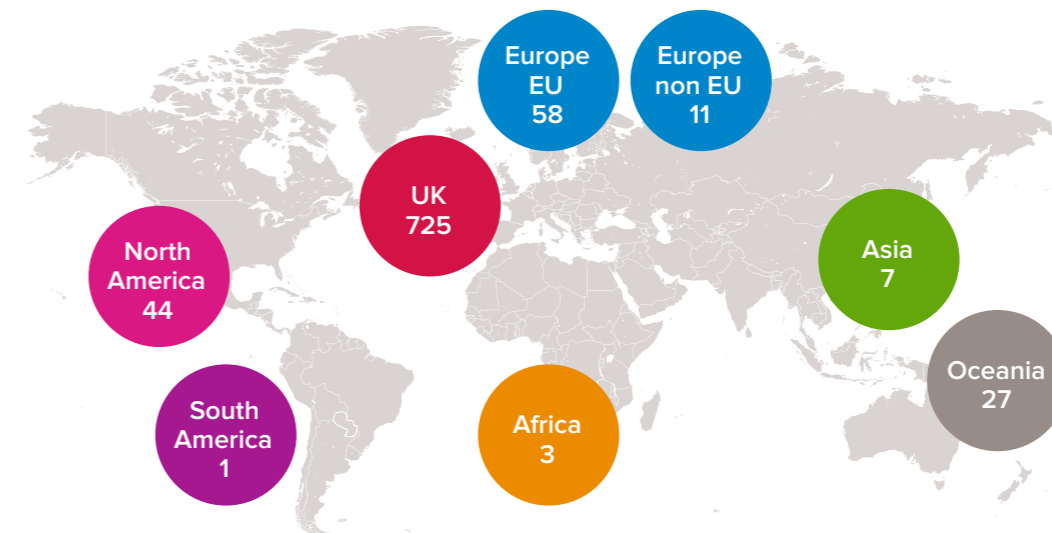 Europe
EU
58
Europe
non EU
11
UK
725
North
America
44
Asia
7
Oceania
27
South
America
1
Africa
3